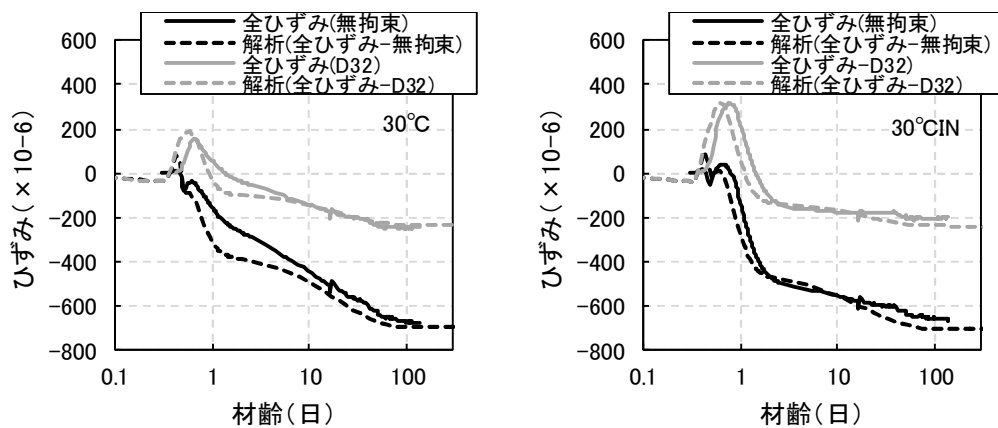 全ひずみ(無拘束)
解析(全ひずみ-無拘束)
全ひずみ(D32)
解析(全ひずみ-D32)
600
400
200
0
-200
-400
-600
-800
ひずみ(×10-6)
30℃
0.1 1 10 100
材齢(日)
全ひずみ(無拘束)
解析(全ひずみ-無拘束)
全ひずみ-D32)
解析(全ひずみ-D32)
600
400
200
0
-200
-400
-600
-800
ひずみ(×10-6)
30℃IN
0.1 1 10 100
材齢(日)